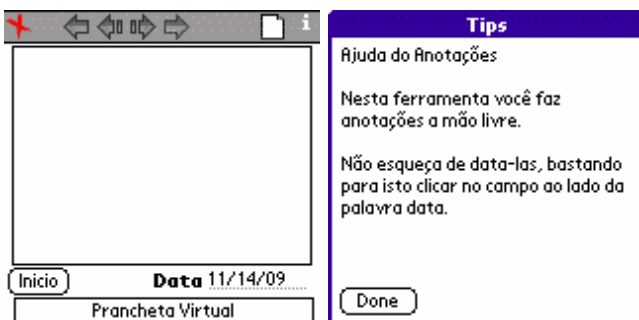 i
Inicio
Data 11/14/09
Prancheta Virtual
Tips
Ajuda do Anotações
Nesta ferramenta você faz
anotações a mão livre.
Não esqueça de data-las, bastando
para isto clicar no campo ao lado da
palavra data.
Done